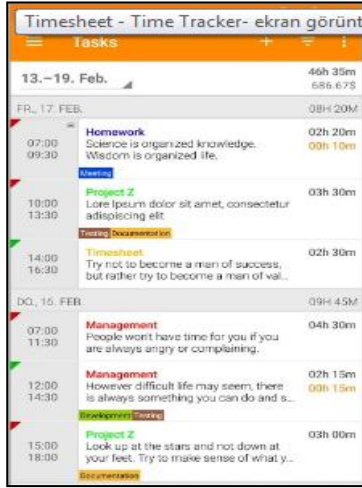 Timesheet - Time Tracker- ekran görünt
Tasks
13.–19. Feb.
46h 35m
686.67$
FR., 17. FEB.
08H 20M
07:00
09:30
Homework
Science is organized knowledge.
Wisdom is organized life.
02h 20m
00h 10m
Meeting
10:00
13:30
Project Z
Lore Ipsum dolor sit amet, consectetur
adispiscing elit
03h 30m
Testing Documentation
14:00
16:30
Timesheet
Try not to become a man of success,
but rather try to become a man of val...
02h 30m
DO., 16. FEB.
09H 45M
07:00
11:30
Management
People won't have time for you if you
are always angry or complaining.
04h 30m
12:00
14:30
Management
However difficult life may seem, there
is always something you can do and s...
02h 15m
00h 15m
Development Testing
15:00
18:00
Project Z
Look up at the stars and not down at
your feet. Try to make sense of what y...
03h 00m
Documentation